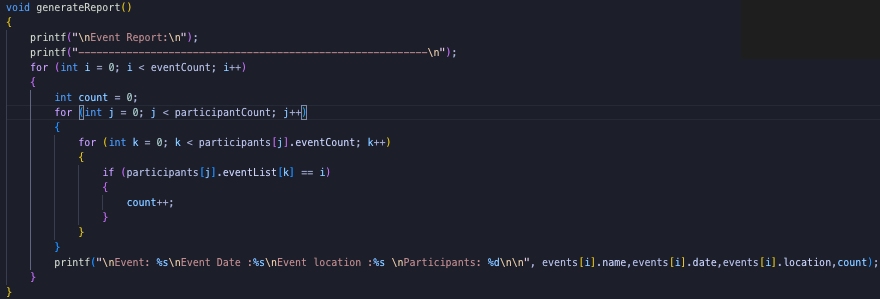 void generateReport()
{
    printf("\nEvent Report:\n");
    printf("----------------------------------------------------------\n");
    for (int i = 0; i < eventCount; i++)
    {
        int count = 0;
        for (int j = 0; j < participantCount; j++)
        {
            for (int k = 0; k < participants[j].eventCount; k++)
            {
                if (participants[j].eventList[k] == i)
                {
                    count++;
                }
            }
        }
        printf("\nEvent: %s\nEvent Date :%s\nEvent location :%s \nParticipants: %d\n\n", events[i].name,events[i].date,events[i].location,count);
    }
}